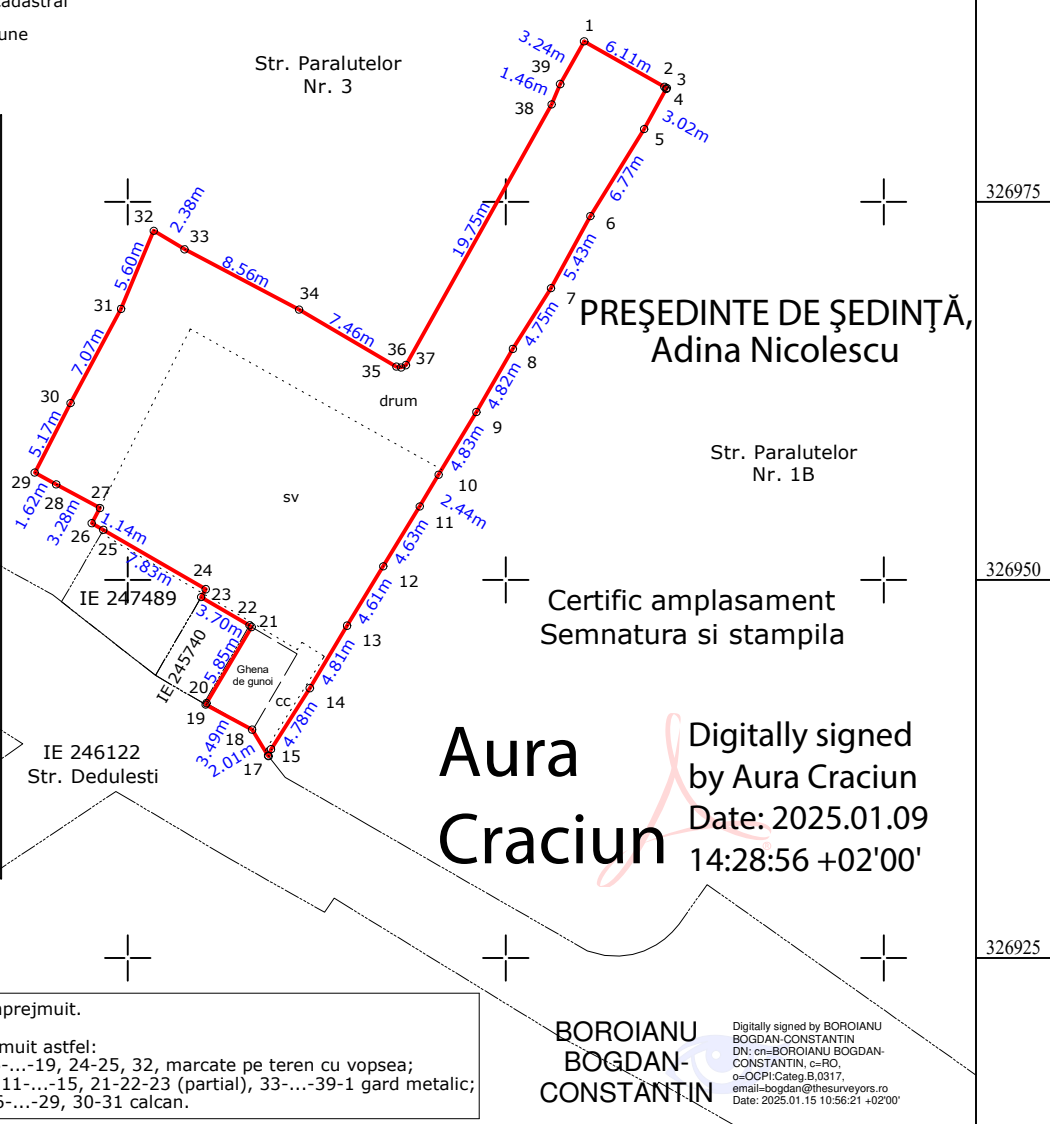 cadastral
une
Str. Paralutelor
Nr. 3
1
3.24m
6.11m
39
2
3
1.46m
4
38
3.02m
5
6.77m
326975
32
2.38m
6
33
19.75m
5.60m
8.56m
5.43m
34
7
31
PREŞEDINTE DE ŞEDINŢĂ,
7.46m
4.75m
Adina Nicolescu
36
37
8
35
7.07m
drum
4.82m
30
9
5.17m
4.83m
Str. Paralutelor
Nr. 1B
29
10
28
27
sv
2.44m
1.62m
3.28m
11
26
1.14m
25
4.63m
7.83m
24
12
326950
IE 247489
23
Certific amplasament
Semnatura si stampila
3.70m
22
21
4.61m
13
IE 245740
5.85m
Ghena
de gunoi
4.81m
20
cc
14
19
3.49m
18
4.78m
2.01m
15
17
IE 246122
Str. Dedulesti
Aura
Craciun
Digitally signed
by Aura Craciun
Date: 2025.01.09
14:28:56 +02'00'
326925
prejmuit.
muit astfel:
-...-19, 24-25, 32, marcate pe teren cu vopsea;
11-...-15, 21-22-23 (partial), 33-...-39-1 gard metalic;
-...-29, 30-31 calcan.
BOROIANU
BOGDAN-
CONSTANTIN
Digitally signed by BOROIANU
BOGDAN-CONSTANTIN
DN: cn=BOROIANU BOGDAN-
CONSTANTIN, c=RO,
o=OCPI:Categ.B,0317,
email=bogdan@thesurveyors.ro
Date: 2025.01.15 10:56:21 +02'00'